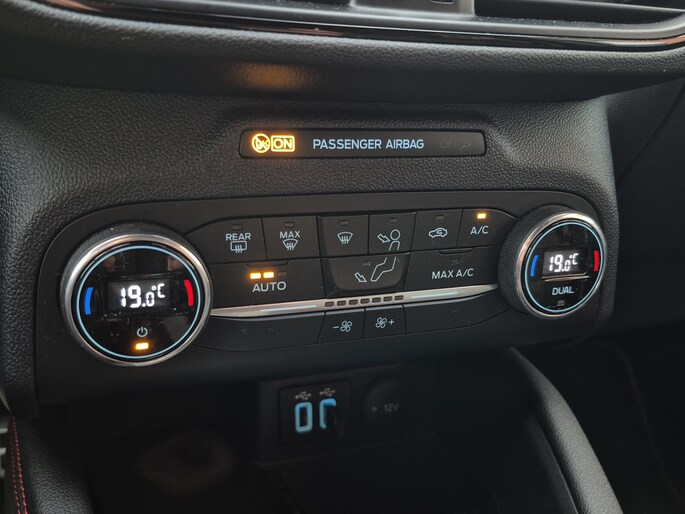 ON PASSENGER AIRBAG
REAR MAX A/C
19.0°C AUTO MAX A/C 19.0°C
DUAL
- +
12V